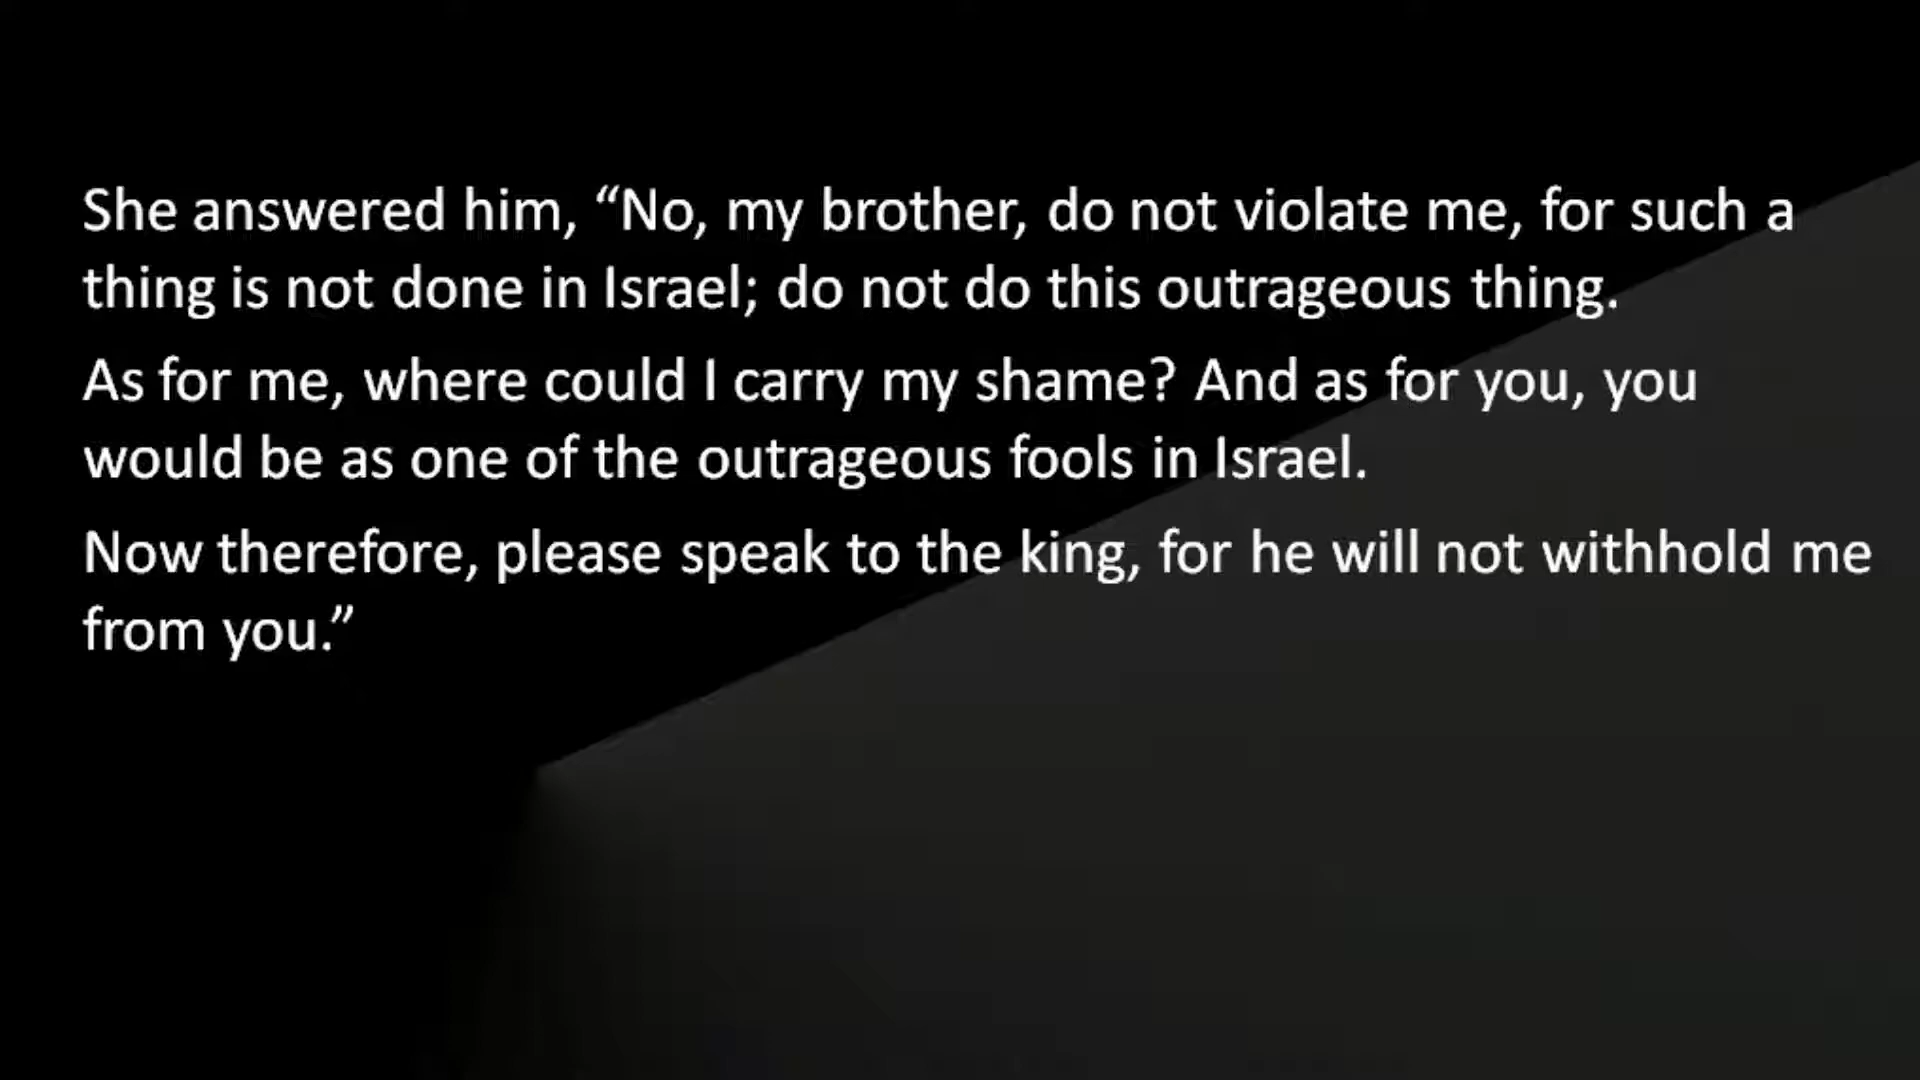 She answered him, “No, my brother, do not violate me, for such a
thing is not done in Israel; do not do this outrageous thing.
As for me, where could I carry my shame? And as for you, you
would be as one of the outrageous fools in Israel.
Now therefore, please speak to the king, for he will not withhold me
from you.”